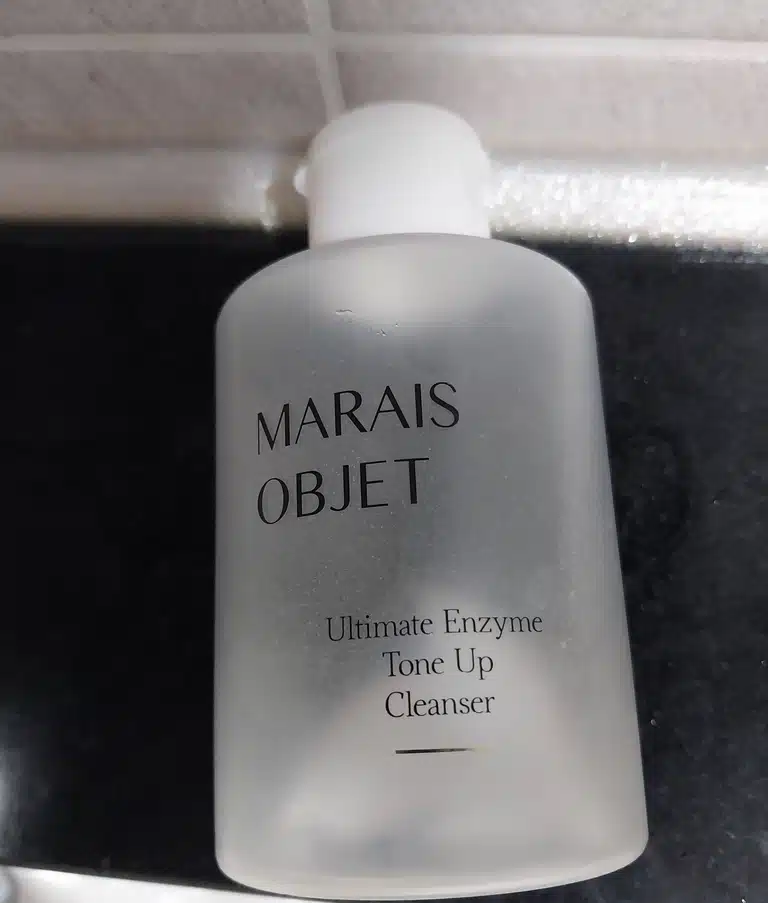 MARAIS
OBJET
Ultimate Enzyme
Tone Up
Cleanser